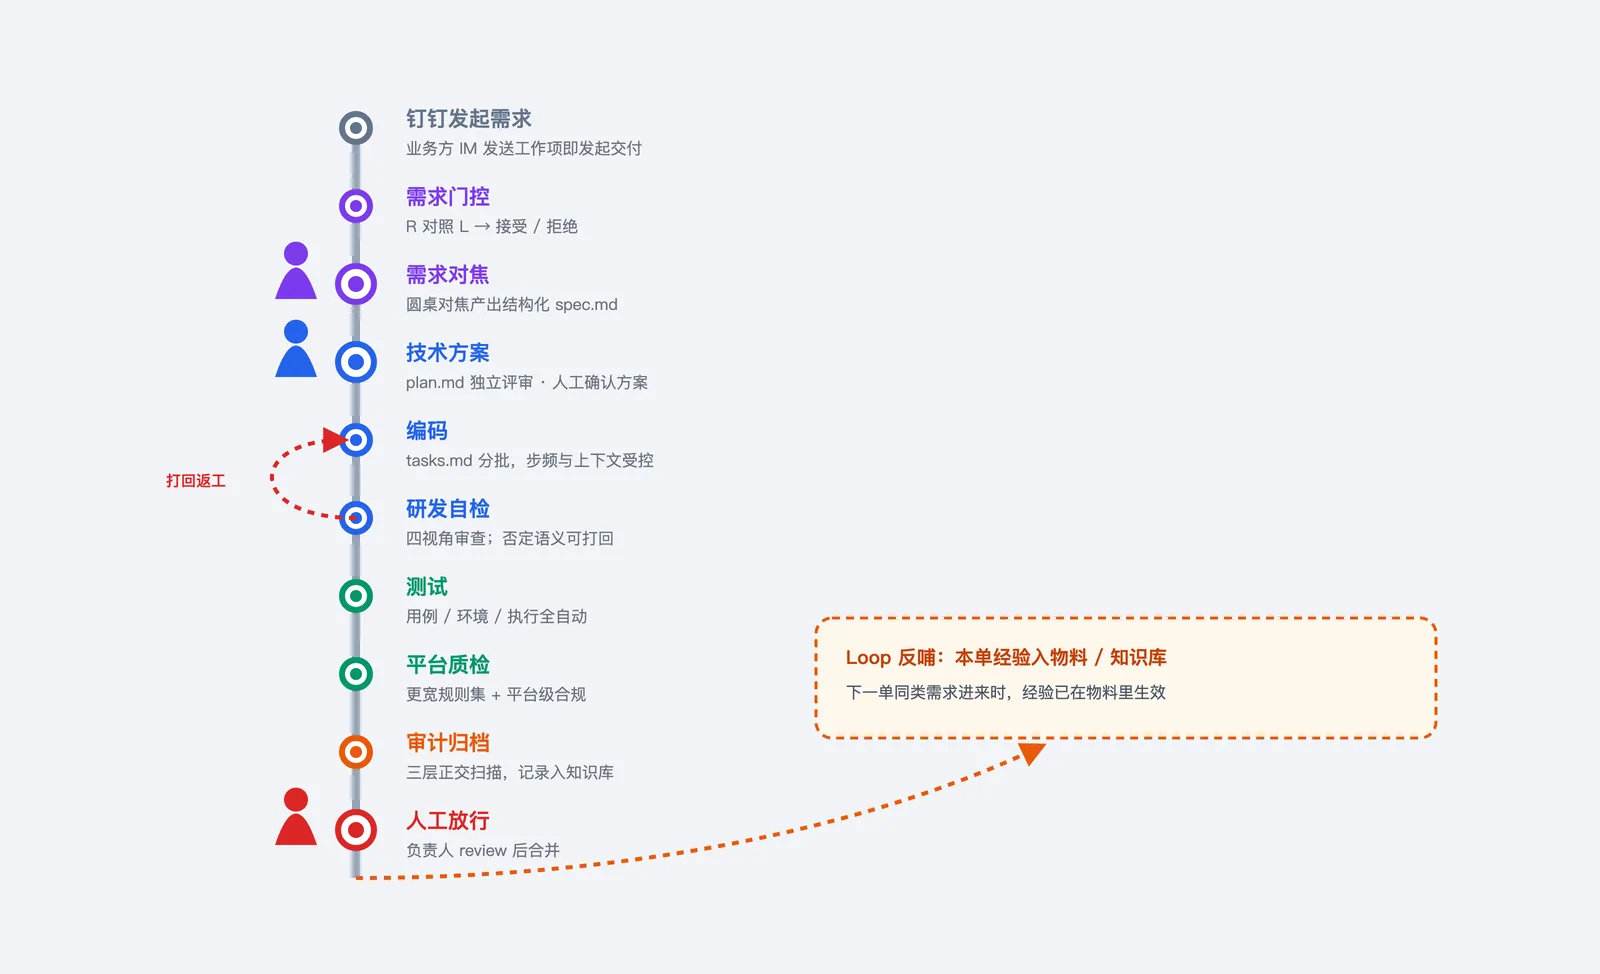 钉钉发起需求
业务方 IM 发送工作项即发起交付
需求门控
R 对照 L → 接受 / 拒绝
需求对焦
圆桌对焦产出结构化 spec.md
技术方案
plan.md 独立评审 · 人工确认方案
编码
tasks.md 分批，步频与上下文受控
打回返工
研发自检
四视角审查；否定语义可打回
测试
用例 / 环境 / 执行全自动
平台质检
更宽规则集 + 平台级合规
Loop 反哺：本单经验入物料 / 知识库
下一单同类需求进来时，经验已在物料里生效
审计归档
三层正交扫描，记录入知识库
人工放行
负责人 review 后合并